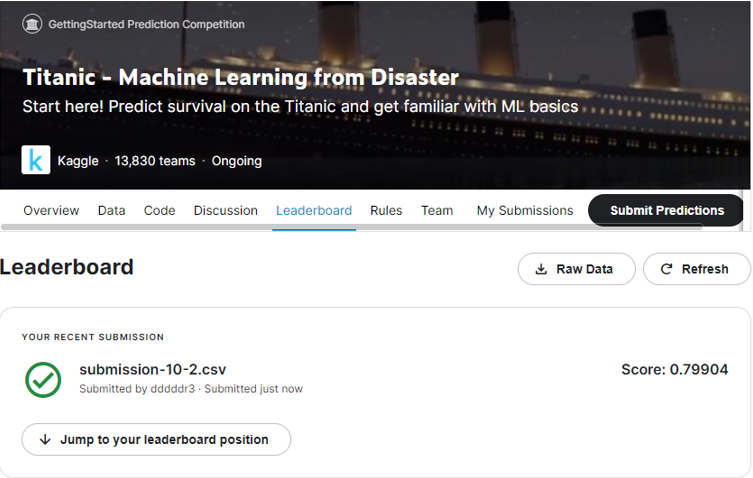 GettingStarted Prediction Competition
Titanic - Machine Learning from Disaster
Start here! Predict survival on the Titanic and get familiar with ML basics
k Kaggle · 13,830 teams · Ongoing
Overview Data Code Discussion Leaderboard Rules Team My Submissions Submit Predictions
Leaderboard Raw Data Refresh
YOUR RECENT SUBMISSION
submission-10-2.csv Score: 0.79904
Submitted by dddddr3 · Submitted just now
Jump to your leaderboard position